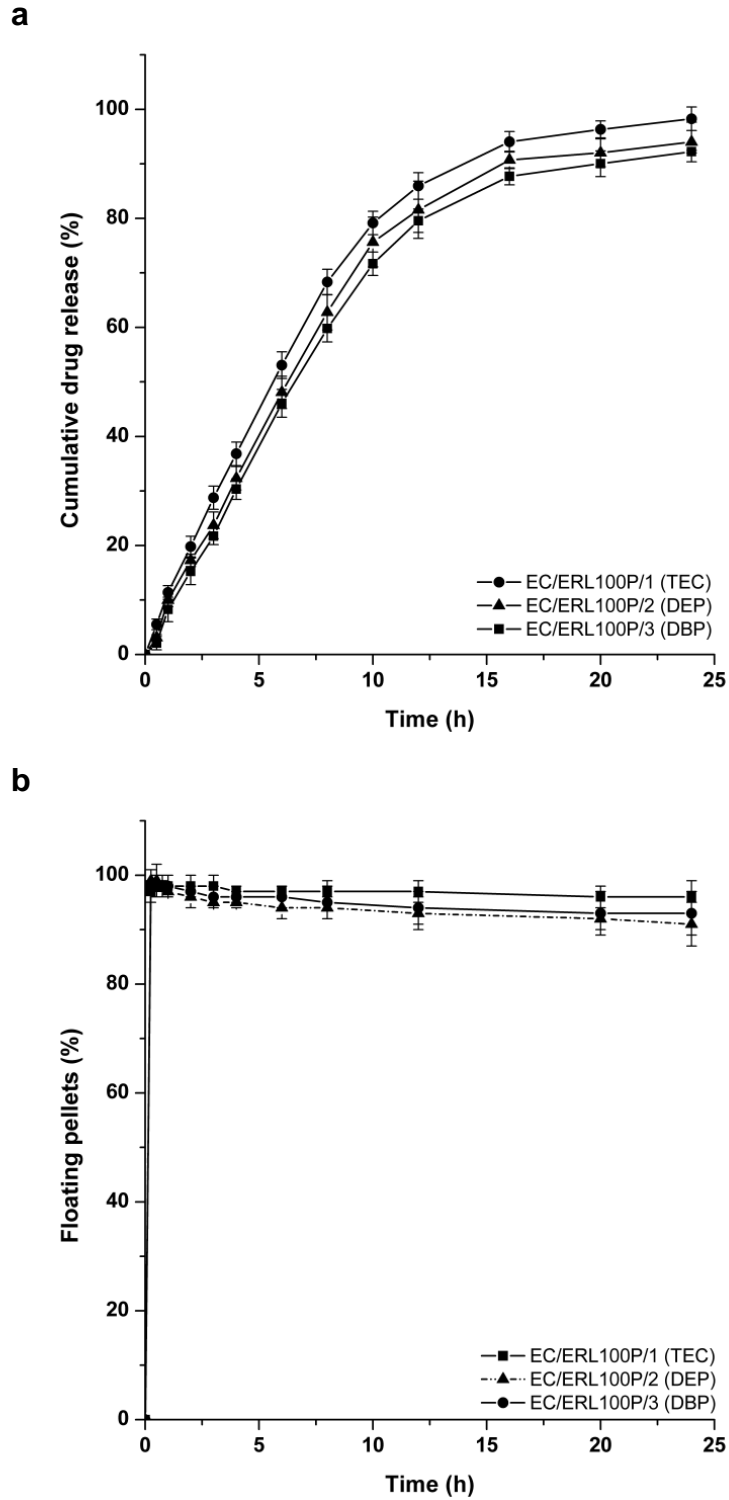 a
100
80
60
40
20
0
Cumulative drug release (%)
EC/ERL100P/1 (TEC)
EC/ERL100P/2 (DEP)
EC/ERL100P/3 (DBP)
0 5 10 15 20 25
Time (h)
b
100
80
60
40
20
0
Floating pellets (%)
EC/ERL100P/1 (TEC)
EC/ERL100P/2 (DEP)
EC/ERL100P/3 (DBP)
0 5 10 15 20 25
Time (h)